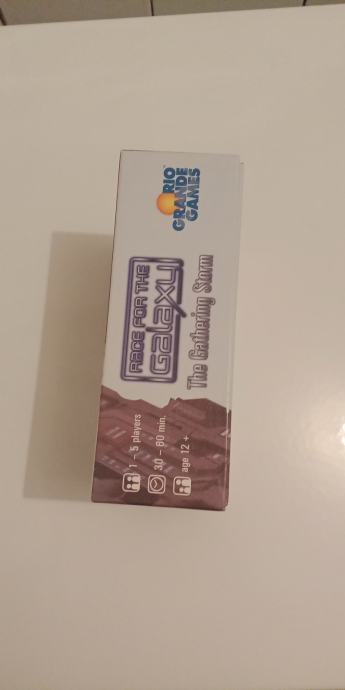 RIO
GRANDE
GAMES
RACE FOR THE
Galaxy
The Gathering Storm
1 - 5 players
30 - 60 min.
age 12 +